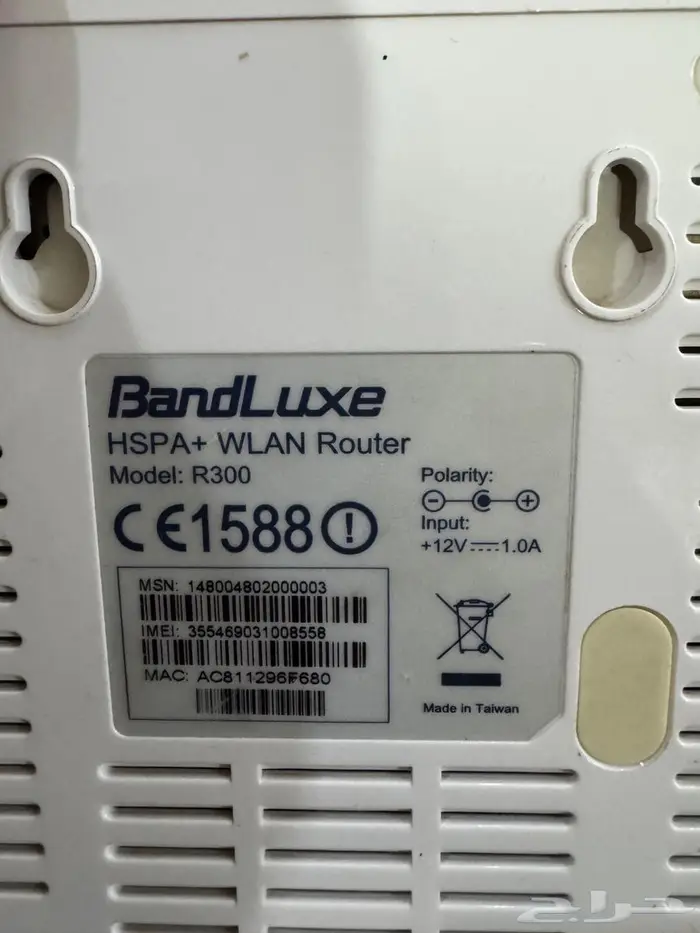 BandLuxe
HSPA+ WLAN Router
Model: R300
CE1588
Polarity:
Input:
+12V⎓1.0A
MSN: 148004802000003
IMEI: 355469031008558
MAC: AC811296F680
Made in Taiwan
حراج